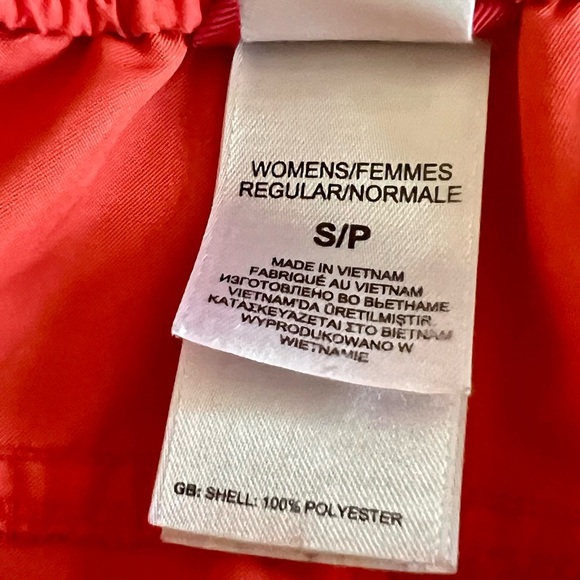 WOMENS/FEMMES
REGULAR/NORMALE
S/P
MADE IN VIETNAM
FABRIQUÉ AU VIETNAM
ИЗГОТОВЛЕНО ВО ВЬЕТНАМЕ
VIETNAM'DA ÜRETILMIŞTIR.
ΚΑΤΑΣΚΕΥΑΖΕΤΑΙ ΣΤΟ ΒΙΕΤΝΑΜ
WYPRODUKOWANO W
WIETNAMIE
GB: SHELL: 100% POLYESTER